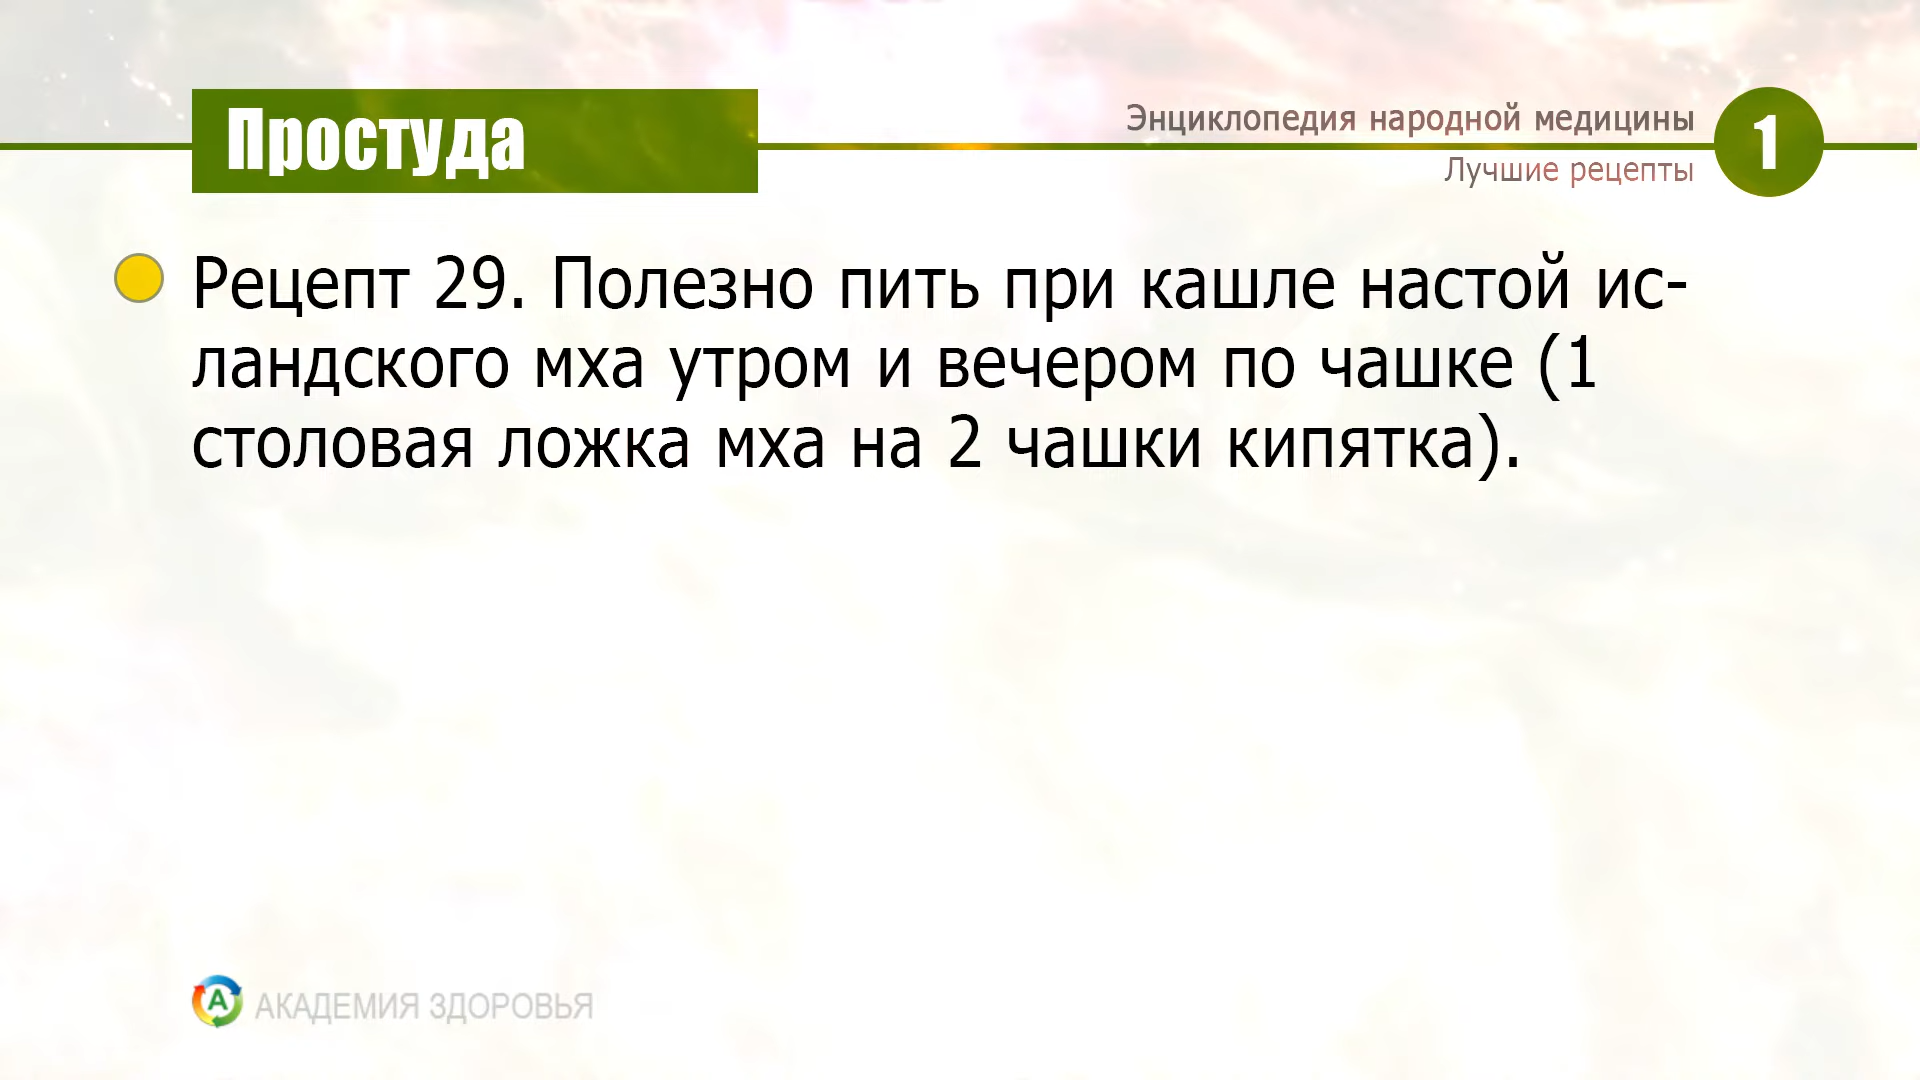 Простуда
Энциклопедия народной медицины
Лучшие рецепты
1
Рецепт 29. Полезно пить при кашле настой ис-
ландского мха утром и вечером по чашке (1
столовая ложка мха на 2 чашки кипятка).
А АКАДЕМИЯ ЗДОРОВЬЯ